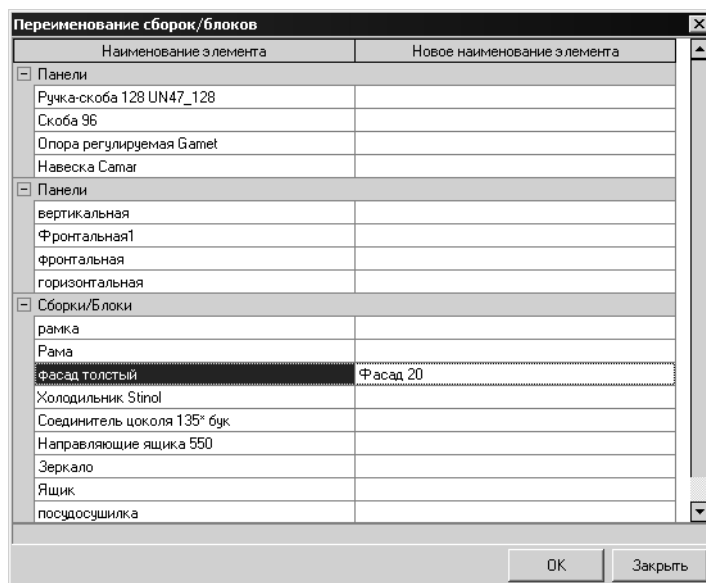 Переименование сборок/блоков
Наименование элемента Новое наименование элемента
Панели
Ручка-скоба 128 UN47_128
Скоба 96
Опора регулируемая Gamet
Навеска Camar
Панели
вертикальная
Фронтальная1
фронтальная
горизонтальная
Сборки/Блоки
рамка
Рама
фасад толстый Фасад 20
Холодильник Stinol
Соединитель цоколя 135* бук
Направляющие ящика 550
Зеркало
Ящик
посудосушилка
OK Закрыть